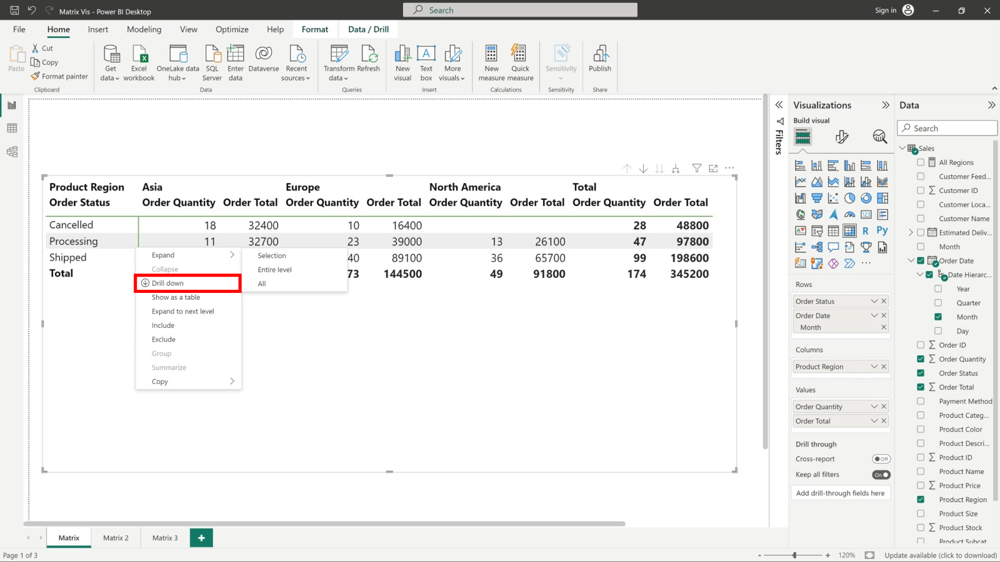 Matrix Vis - Power BI Desktop
Search
Sign in
File
Home
Insert
Modeling
View
Optimize
Help
Format
Data / Drill
Paste
Cut
Copy
Format painter
Clipboard
Get data
Excel workbook
OneLake data hub
SQL Server
Enter data
Dataverse
Recent sources
Data
Transform data
Refresh
Queries
New visual
Text box
More visuals
Insert
New measure
Quick measure
Calculations
Sensitivity
Sensitivity
Publish
Share
Product Region Asia Europe North America Total
Order Status Order Quantity Order Total Order Quantity Order Total Order Quantity Order Total Order Quantity Order Total
Cancelled 18 32400 10 16400 28 48800
Processing 11 32700 23 39000 13 26100 47 97800
Shipped 40 89100 36 65700 99 198600
Total 73 144500 49 91800 174 345200
Expand
Collapse
Drill down
Show as a table
Expand to next level
Include
Exclude
Group
Summarize
Copy
Selection
Entire level
All
Filters
Visualizations
Build visual
R
Py
123
Rows
Order Status
Order Date
Month
Columns
Product Region
Values
Order Quantity
Order Total
Drill through
Cross-report
Off
Keep all filters
On
Add drill-through fields here
Data
Search
Sales
All Regions
Customer Feed...
Customer ID
Customer Loca...
Customer Name
Estimated Deliv...
Month
Order Date
Date Hierarc...
Year
Quarter
Month
Day
Order ID
Order Quantity
Order Status
Order Total
Payment Method
Product Categ...
Product Color
Product Descri...
Product ID
Product Name
Product Price
Product Region
Product Size
Product Stock
Product Subcat
Matrix
Matrix 2
Matrix 3
Page 1 of 3
- + 120%
Update available (click to download)